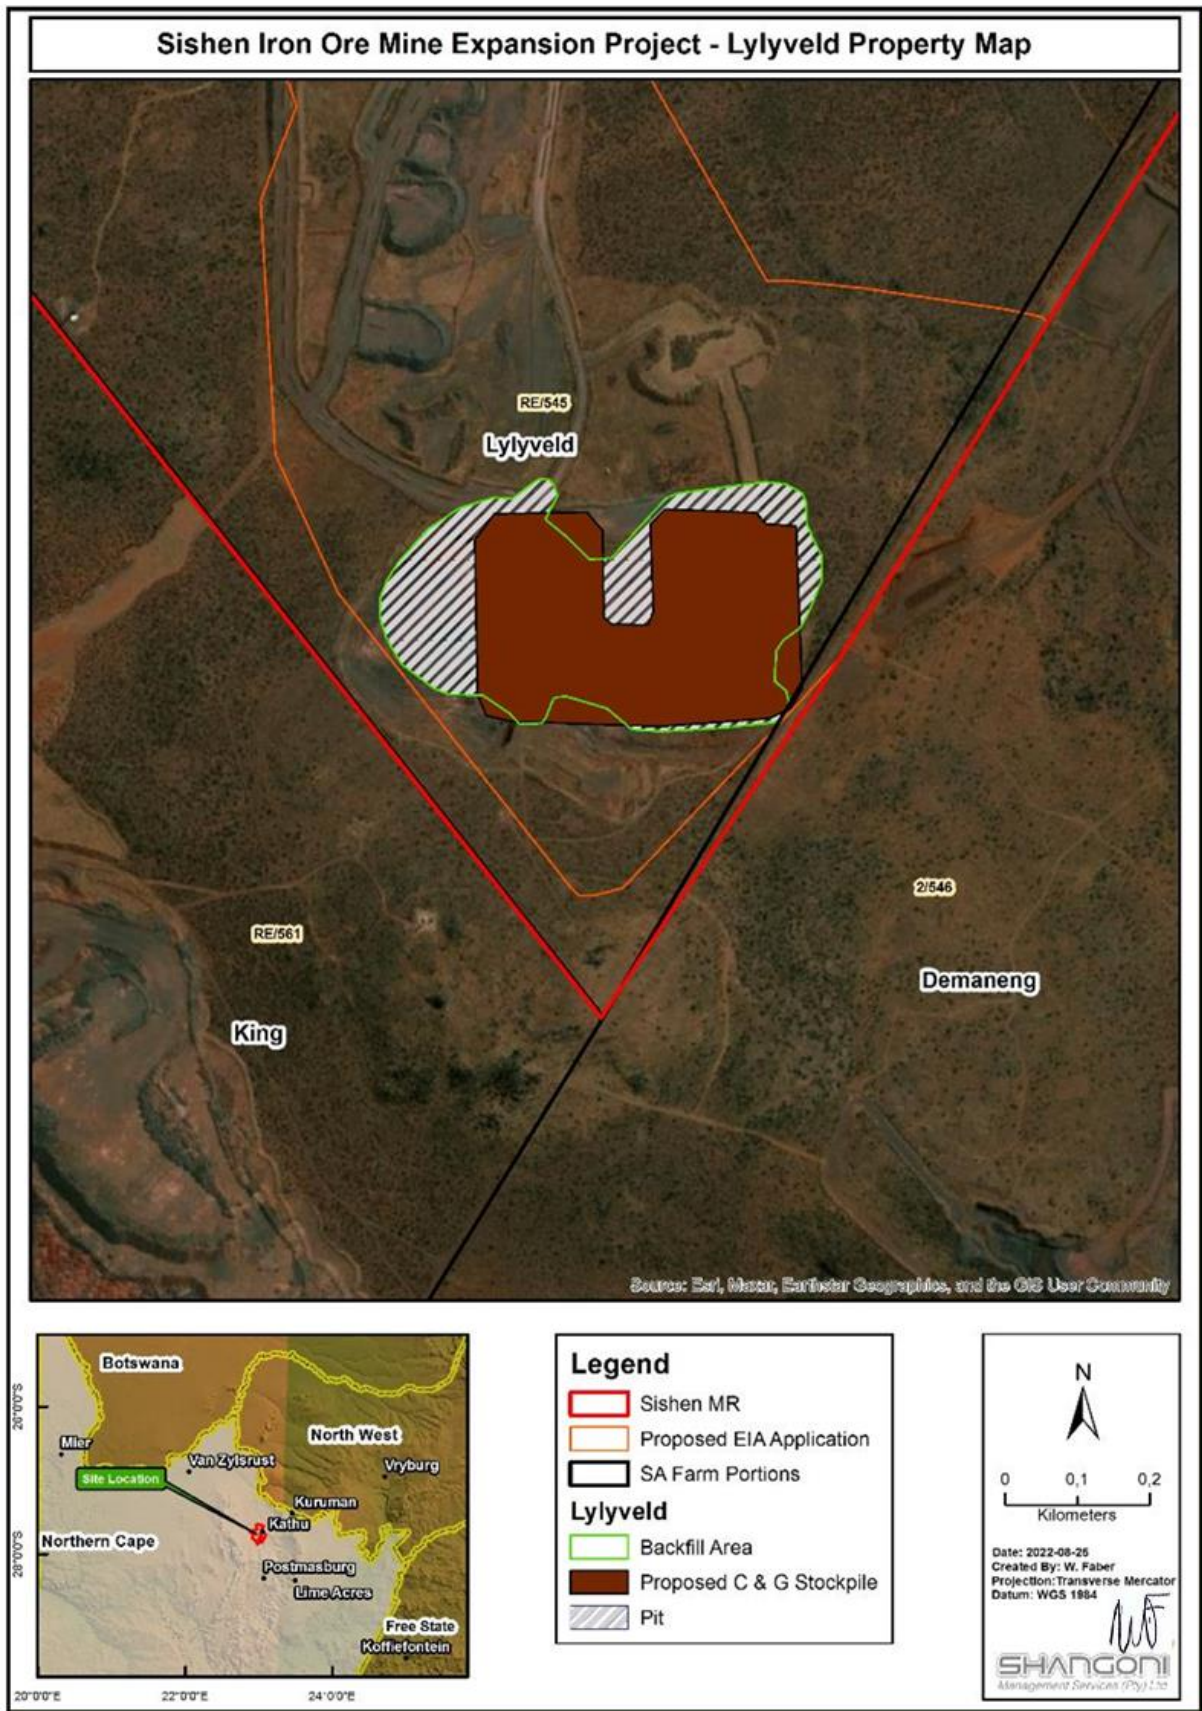 Sishen Iron Ore Mine Expansion Project - Lylyveld Property Map
RE/545
Lylyveld
2/546
RE/561
Demaneng
King
Source: Esri, Maxar, Earthstar Geographics, and the GIS User Community
Botswana
26°0'0"S
North West
Mier
Van Zylsrust
Vryburg
Site Location
Kuruman
Kathu
Northern Cape
28°0'0"S
Postmasburg
Lime Acres
Free State
Koffiefontein
20°0'0"E
22°0'0"E
24°0'0"E
Legend
Sishen MR
Proposed EIA Application
SA Farm Portions
Lylyveld
Backfill Area
Proposed C & G Stockpile
Pit
N
0 0,1 0,2
Kilometers
Date: 2022-08-25
Created By: W. Faber
Projection:Transverse Mercator
Datum: WGS 1984
SHANGONI
Management Services (Pty) Ltd